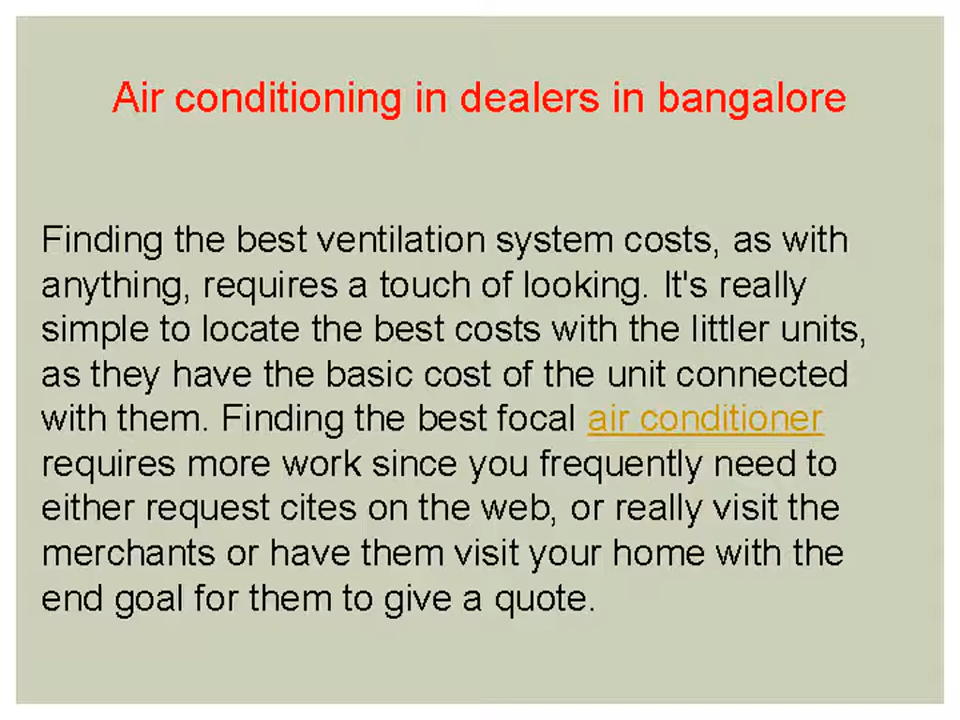 Air conditioning in dealers in bangalore
Finding the best ventilation system costs, as with
anything, requires a touch of looking. It's really
simple to locate the best costs with the littler units,
as they have the basic cost of the unit connected
with them. Finding the best focal air conditioner
requires more work since you frequently need to
either request cites on the web, or really visit the
merchants or have them visit your home with the
end goal for them to give a quote.